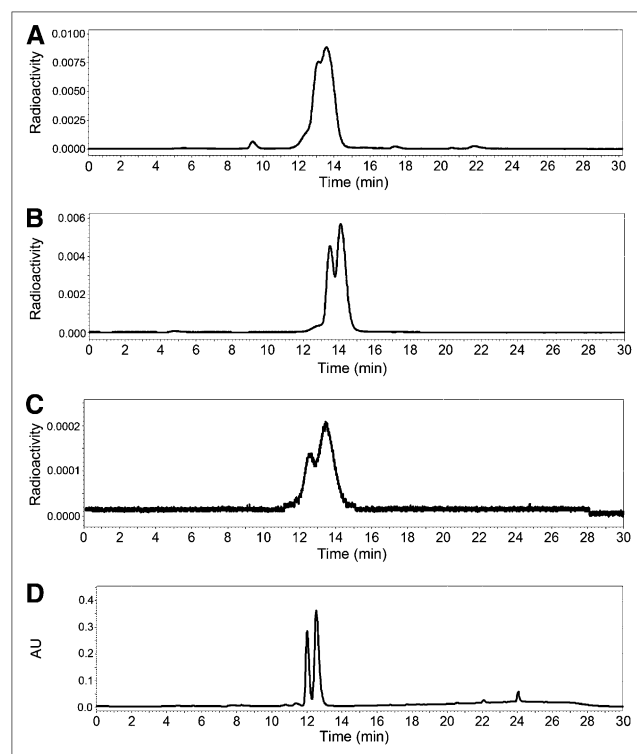 A
Radioactivity
0.0100
0.0075
0.0050
0.0025
0.0000
0 2 4 6 8 10 12 14 16 18 20 22 24 26 28 30
Time (min)
B
Radioactivity
0.006
0.004
0.002
0.000
0 2 4 6 8 10 12 14 16 18 20 22 24 26 28 30
Time (min)
C
Radioactivity
0.0002
0.0001
0.0000
0 2 4 6 8 10 12 14 16 18 20 22 24 26 28 30
Time (min)
D
AU
0.4
0.3
0.2
0.1
0.0
0 2 4 6 8 10 12 14 16 18 20 22 24 26 28 30
Time (min)